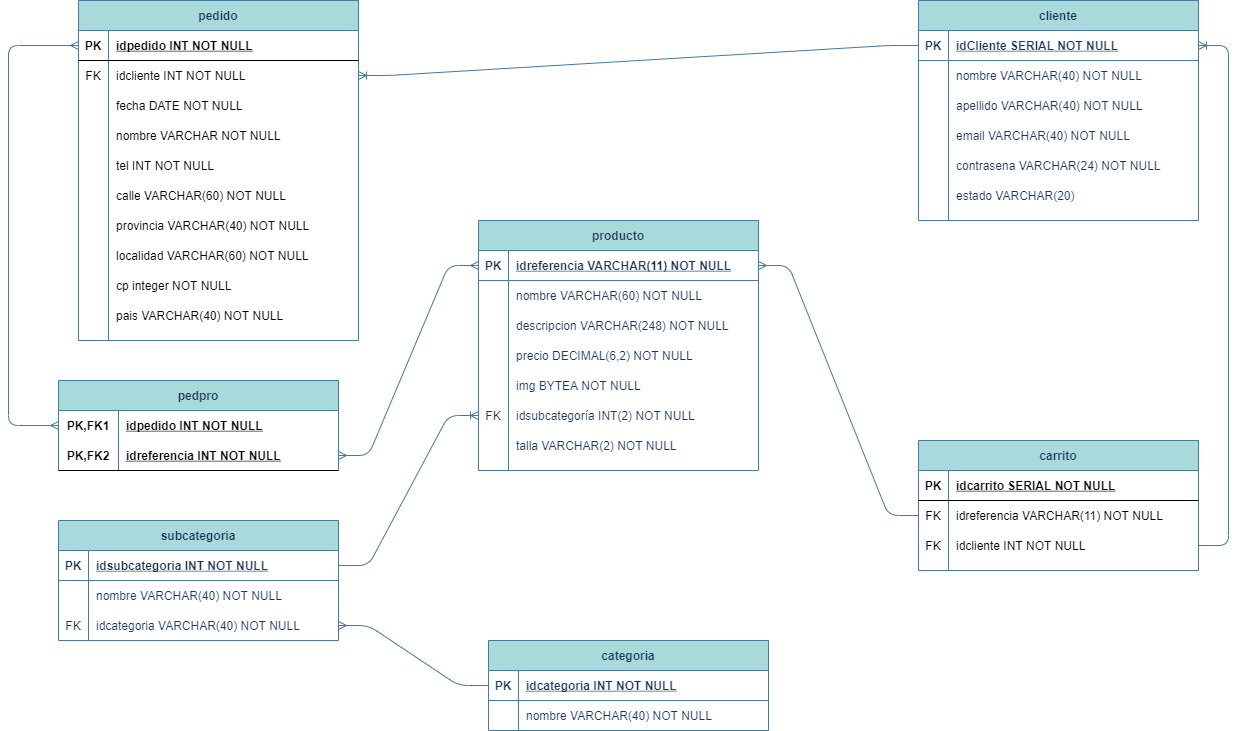 pedido
PK idpedido INT NOT NULL
FK idcliente INT NOT NULL
fecha DATE NOT NULL
nombre VARCHAR NOT NULL
tel INT NOT NULL
calle VARCHAR(60) NOT NULL
provincia VARCHAR(40) NOT NULL
localidad VARCHAR(60) NOT NULL
cp integer NOT NULL
pais VARCHAR(40) NOT NULL
cliente
PK idCliente SERIAL NOT NULL
nombre VARCHAR(40) NOT NULL
apellido VARCHAR(40) NOT NULL
email VARCHAR(40) NOT NULL
contrasena VARCHAR(24) NOT NULL
estado VARCHAR(20)
producto
PK idreferencia VARCHAR(11) NOT NULL
nombre VARCHAR(60) NOT NULL
descripcion VARCHAR(248) NOT NULL
precio DECIMAL(6,2) NOT NULL
img BYTEA NOT NULL
FK idsubcategoría INT(2) NOT NULL
talla VARCHAR(2) NOT NULL
pedpro
PK,FK1 idpedido INT NOT NULL
PK,FK2 idreferencia INT NOT NULL
carrito
PK idcarrito SERIAL NOT NULL
FK idreferencia VARCHAR(11) NOT NULL
FK idcliente INT NOT NULL
subcategoria
PK idsubcategoria INT NOT NULL
nombre VARCHAR(40) NOT NULL
FK idcategoria VARCHAR(40) NOT NULL
categoria
PK idcategoria INT NOT NULL
nombre VARCHAR(40) NOT NULL